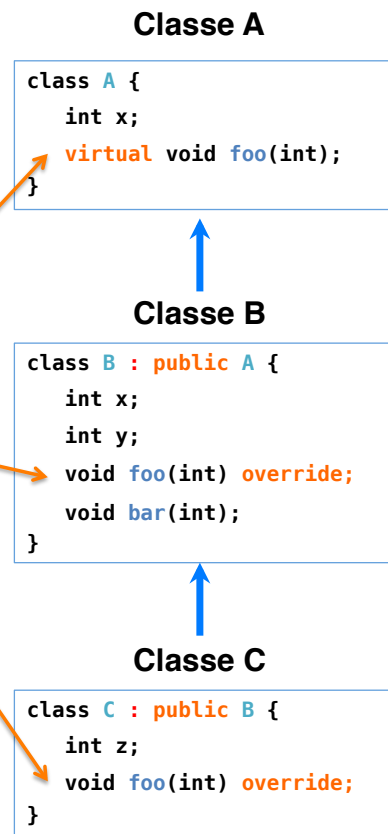 Classe A
class A {
int x;
virtual void foo(int);
}
Classe B
class B : public A {
int x;
int y;
void foo(int) override;
void bar(int);
}
Classe C
class C : public B {
int z;
void foo(int) override;
}